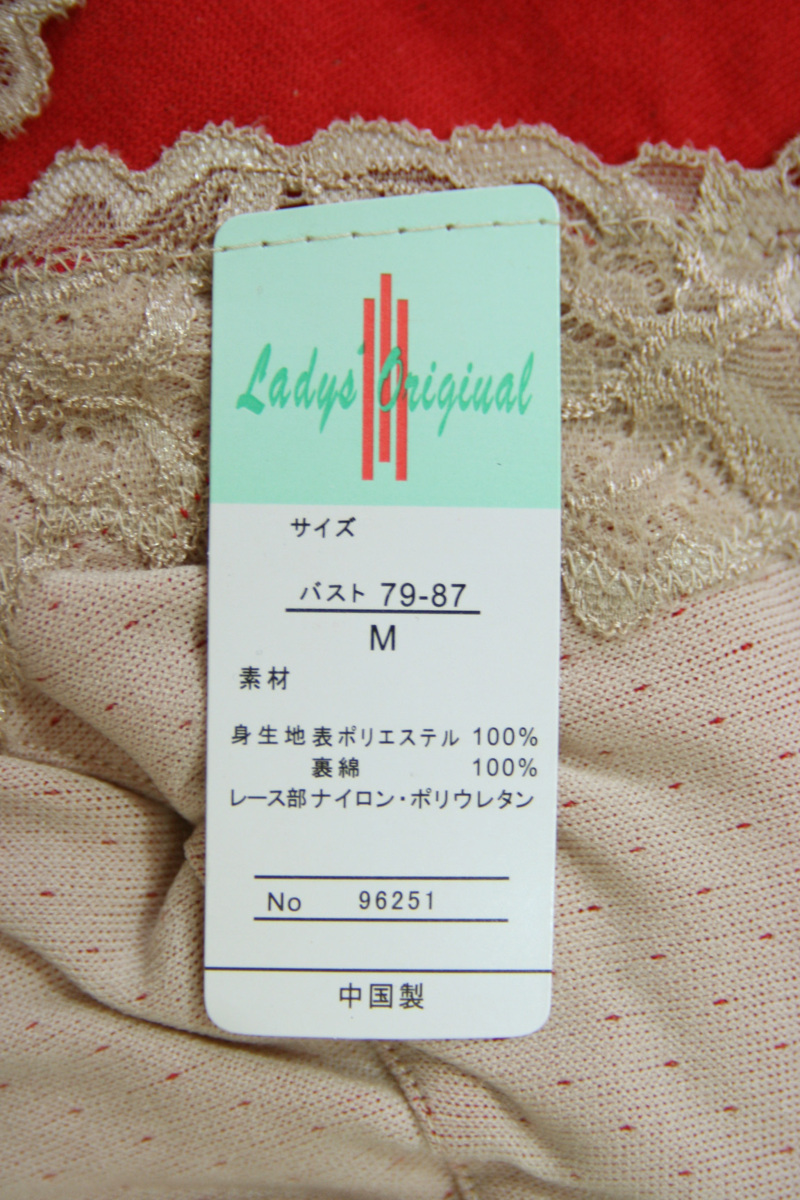 Ladys' Origiual
サイズ
バスト 79-87
M
素材
身生地表ポリエステル 100%
裏綿 100%
レース部ナイロン・ポリウレタン
No 96251
中国製